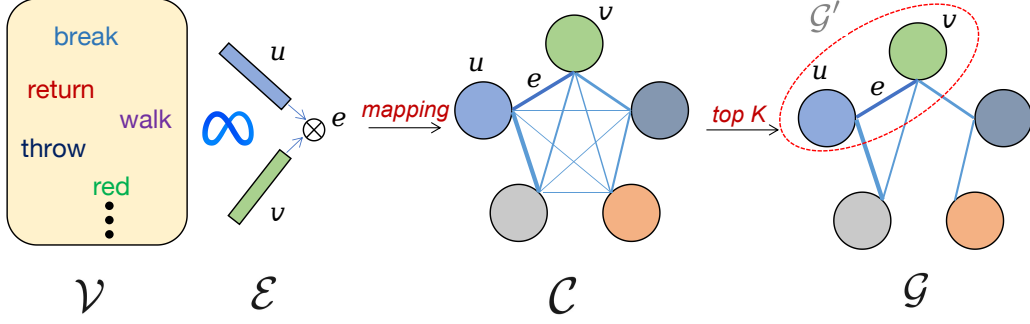 break
return
walk
throw
red
u
e
v
mapping
v
u
e
top K
𝒢′
v
u
e
𝒱
ℰ
𝒞
𝒢